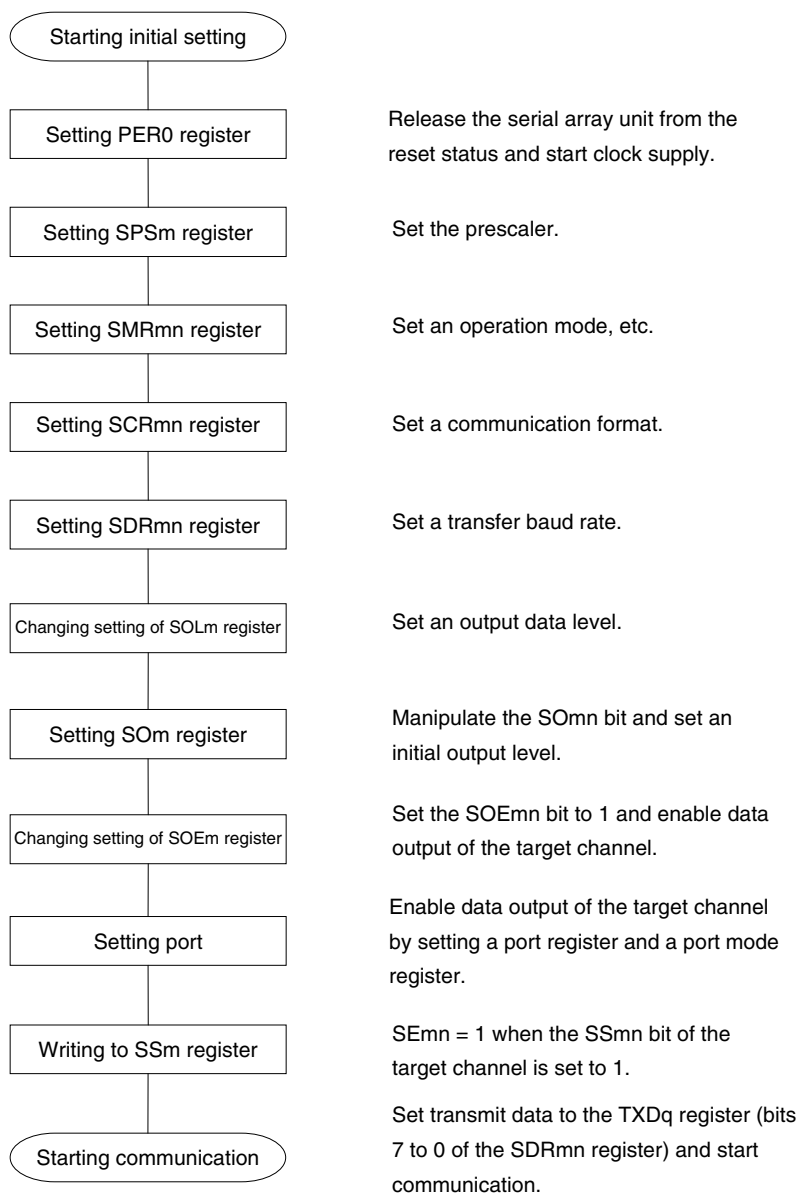 Starting initial setting
Setting PER0 register
Release the serial array unit from the
reset status and start clock supply.
Setting SPSm register
Set the prescaler.
Setting SMRmn register
Set an operation mode, etc.
Setting SCRmn register
Set a communication format.
Setting SDRmn register
Set a transfer baud rate.
Changing setting of SOLm register
Set an output data level.
Setting SOm register
Manipulate the SOmn bit and set an
initial output level.
Changing setting of SOEm register
Set the SOEmn bit to 1 and enable data
output of the target channel.
Setting port
Enable data output of the target channel
by setting a port register and a port mode
register.
Writing to SSm register
SEmn = 1 when the SSmn bit of the
target channel is set to 1.
Starting communication
Set transmit data to the TXDq register (bits
7 to 0 of the SDRmn register) and start
communication.